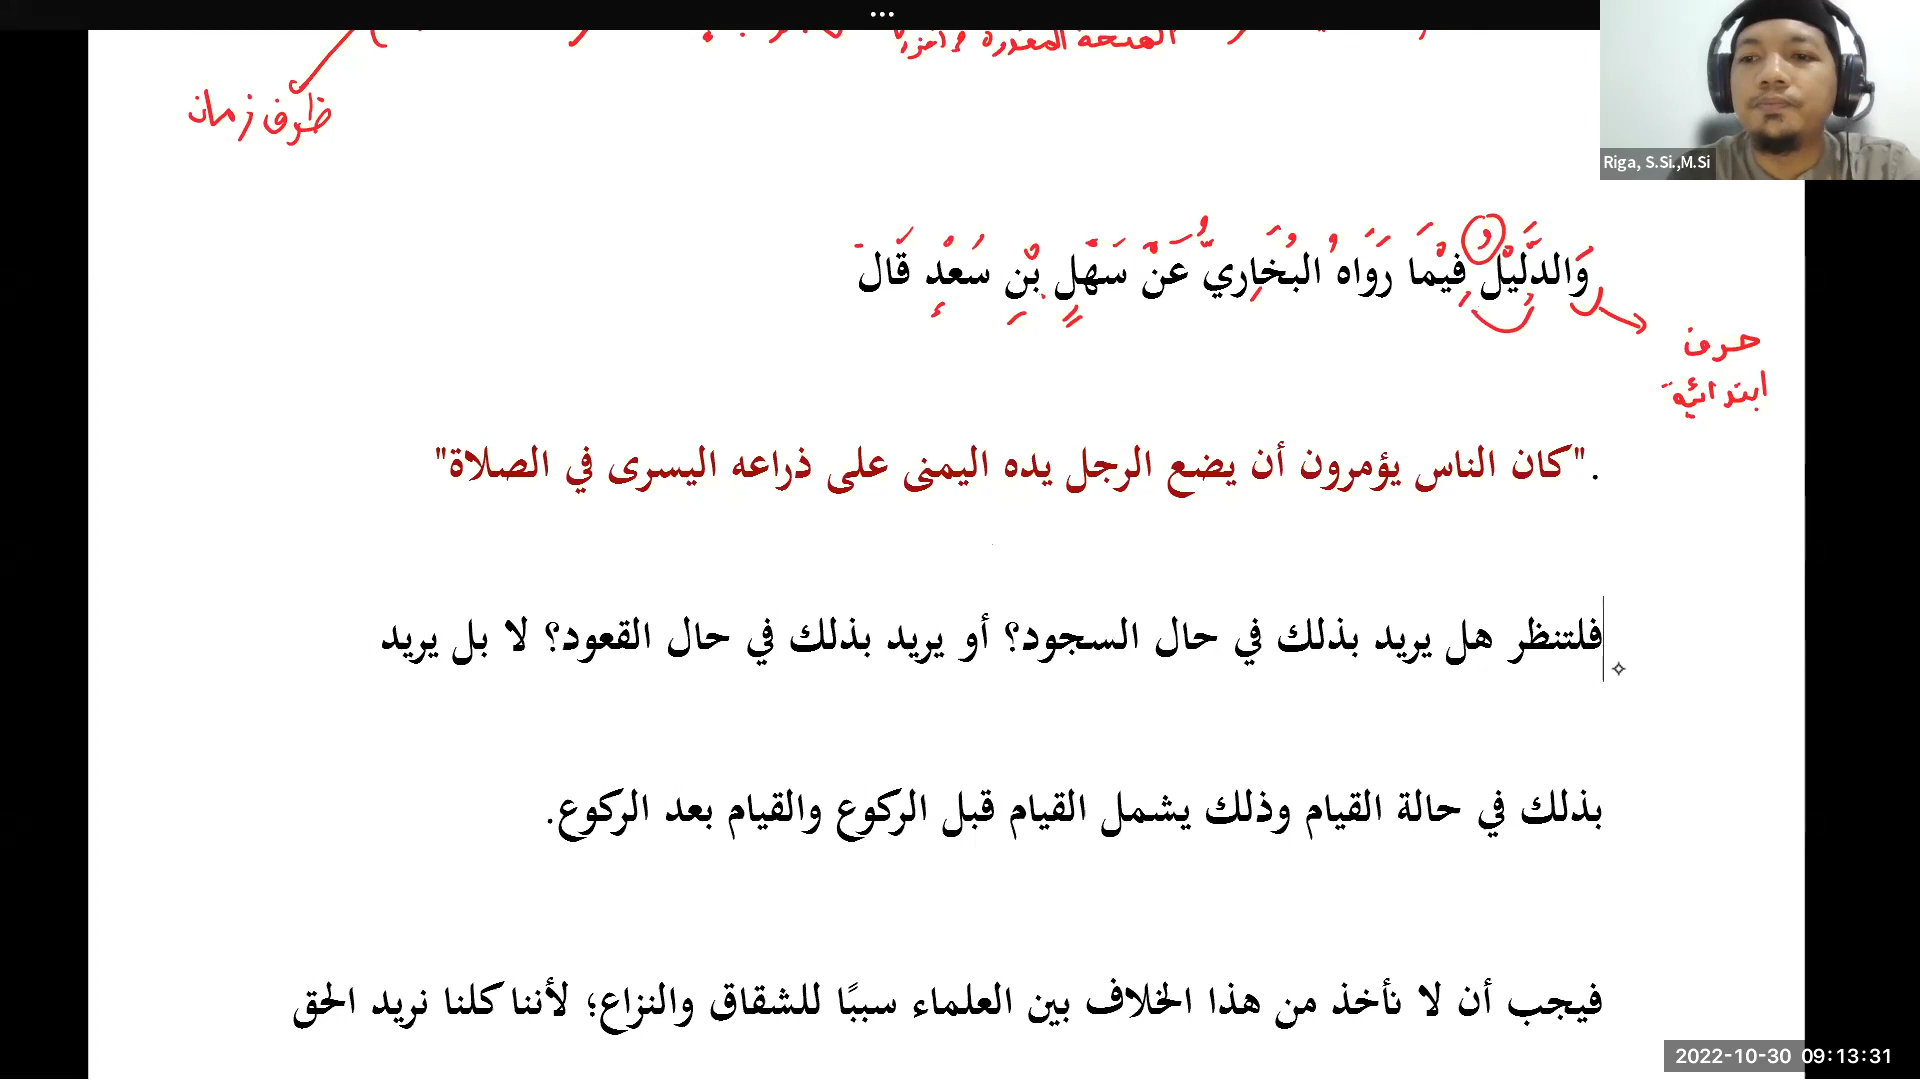 ...
ظرف زمان
Riga, S.Si.,M.Si
وَالدَّلِيْلُ فِيْمَا رَوَاهُ البُخَارِيُّ عَنْ سَهْلٍ بْنِ سَعْدٍ قَالَ
حرف
ابتدائية
."كان الناس يؤمرون أن يضع الرجل يده اليمنى على ذراعه اليسرى في الصلاة"
فلتنظر هل يريد بذلك في حال السجود؟ أو يريد بذلك في حال القعود؟ لا بل يريد
بذلك في حالة القيام وذلك يشمل القيام قبل الركوع والقيام بعد الركوع.
فيجب أن لا نأخذ من هذا الخلاف بين العلماء سببًا للشقاق والنزاع؛ لأننا كلنا نريد الحق
2022-10-30 09:13:31